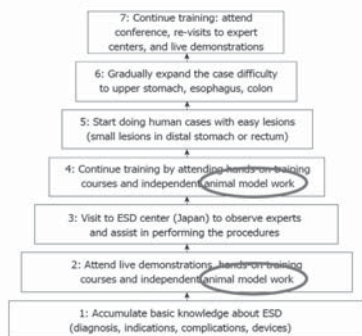 7: Continue training: attend
conference, re-visits to expert
centers, and live demonstrations
6: Gradually expand the case difficulty
to upper stomach, esophagus, colon
5: Start doing human cases with easy lesions
(small lesions in distal stomach or rectum)
4: Continue training by attending hands-on training
courses and independent animal model work
3: Visit to ESD center (Japan) to observe experts
and assist in performing the procedures
2: Attend live demonstrations, hands-on training
courses and independent animal model work
1: Accumulate basic knowledge about ESD
(diagnosis, indications, complications, devices)